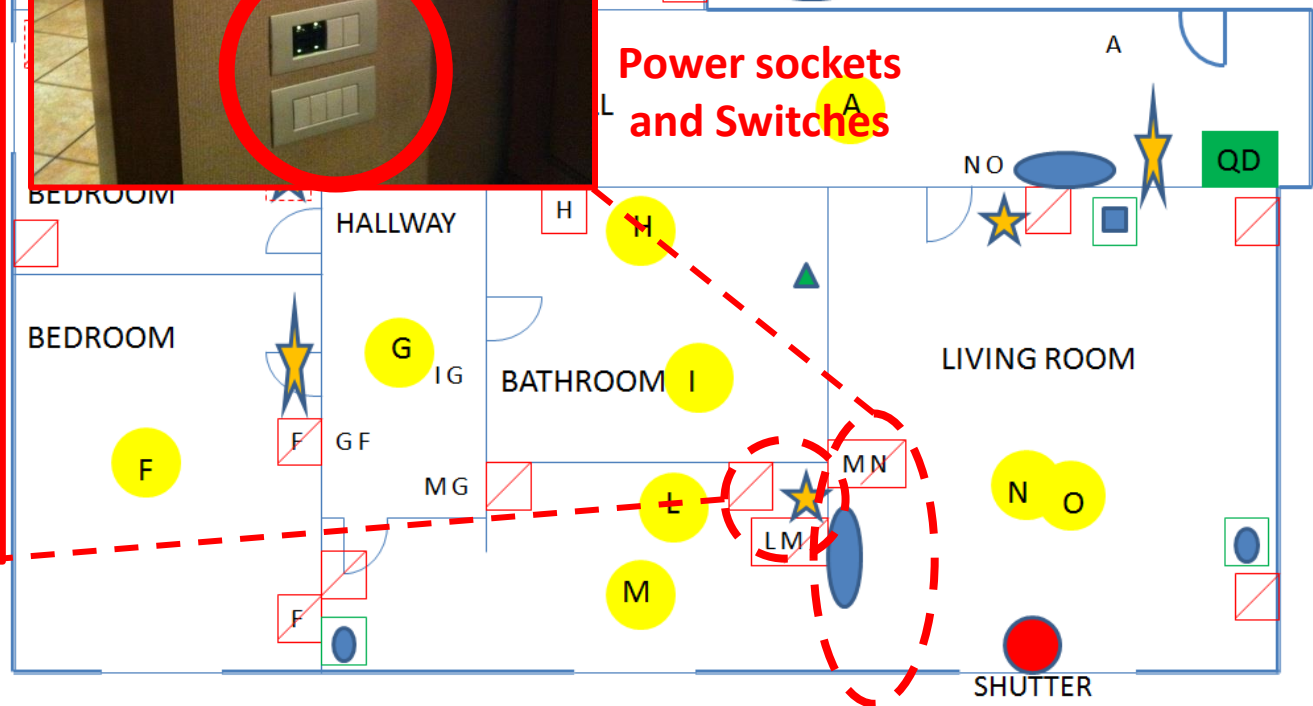 Power sockets
and Switches
A
A
N O
QD
BEDROOM
HALLWAY
H
H
BEDROOM
G
I G
BATHROOM
I
LIVING ROOM
F
F
G F
M G
L
M N
N
O
L M
M
F
SHUTTER